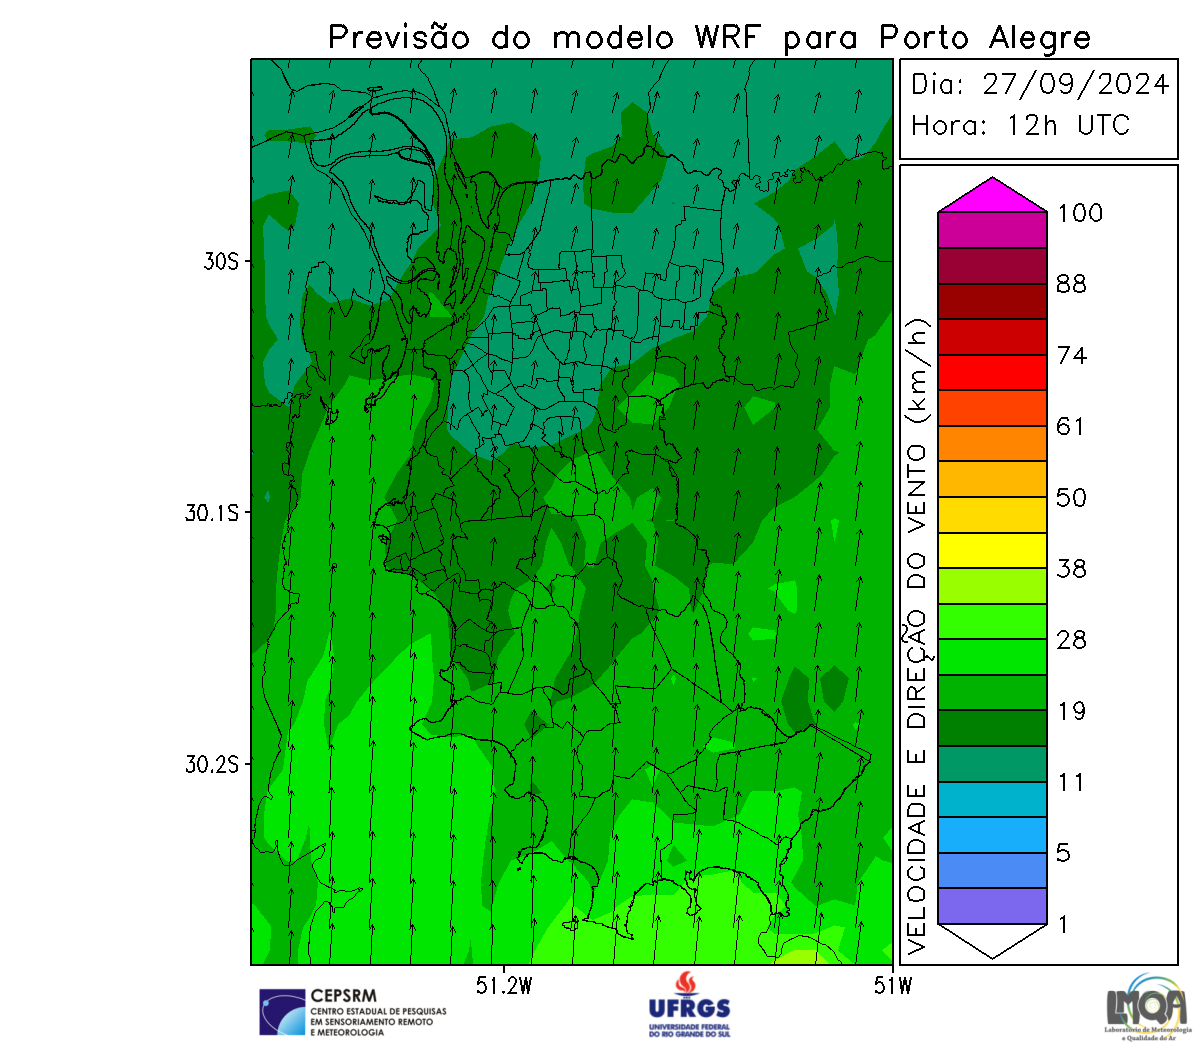 Previsão do modelo WRF para Porto Alegre
Dia: 27/09/2024
Hora: 12h UTC
100
88
74
61
50
38
28
19
11
5
1
VELOCIDADE E DIREÇÃO DO VENTO (km/h)
30S
30.1S
30.2S
51.2W
51W
CEPSRM
CENTRO ESTADUAL DE PESQUISAS
EM SENSORIAMENTO REMOTO
E METEOROLOGIA
UFRGS
UNIVERSIDADE FEDERAL
DO RIO GRANDE DO SUL
LMQA
Laboratório de Meteorologia
e Qualidade do Ar